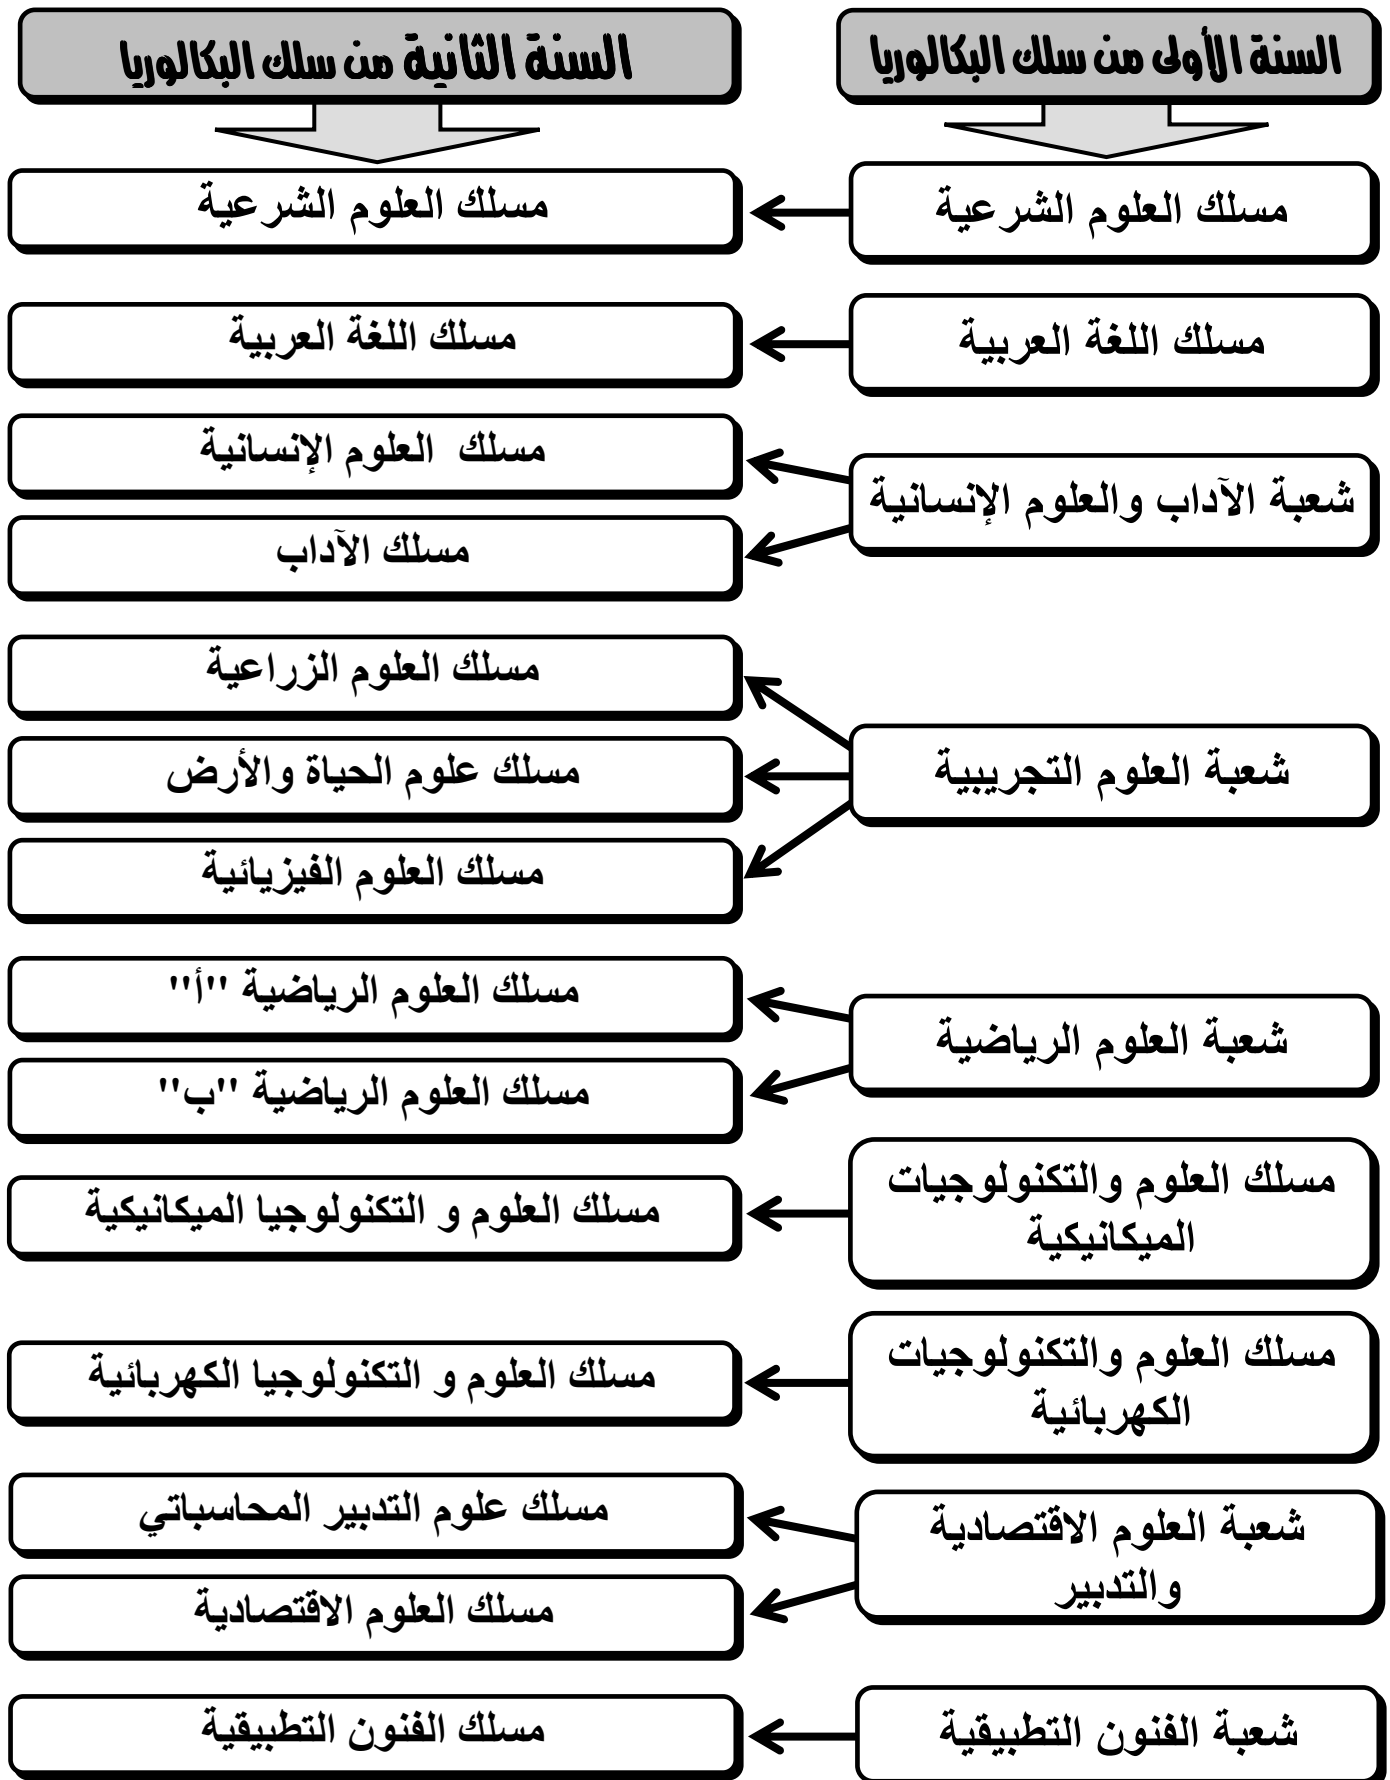 السنة الأولى من سلك البكالوريا
السنة الثانية من سلك البكالوريا
مسلك العلوم الشرعية
مسلك العلوم الشرعية
مسلك اللغة العربية
مسلك اللغة العربية
شعبة الآداب والعلوم الإنسانية
مسلك العلوم الإنسانية
مسلك الآداب
شعبة العلوم التجريبية
مسلك العلوم الزراعية
مسلك علوم الحياة والأرض
مسلك العلوم الفيزيائية
شعبة العلوم الرياضية
مسلك العلوم الرياضية "أ"
مسلك العلوم الرياضية "ب"
مسلك العلوم والتكنولوجيات
الميكانيكية
مسلك العلوم و التكنولوجيا الميكانيكية
مسلك العلوم والتكنولوجيات
الكهربائية
مسلك العلوم و التكنولوجيا الكهربائية
شعبة العلوم الاقتصادية
والتدبير
مسلك علوم التدبير المحاسباتي
مسلك العلوم الاقتصادية
شعبة الفنون التطبيقية
مسلك الفنون التطبيقية